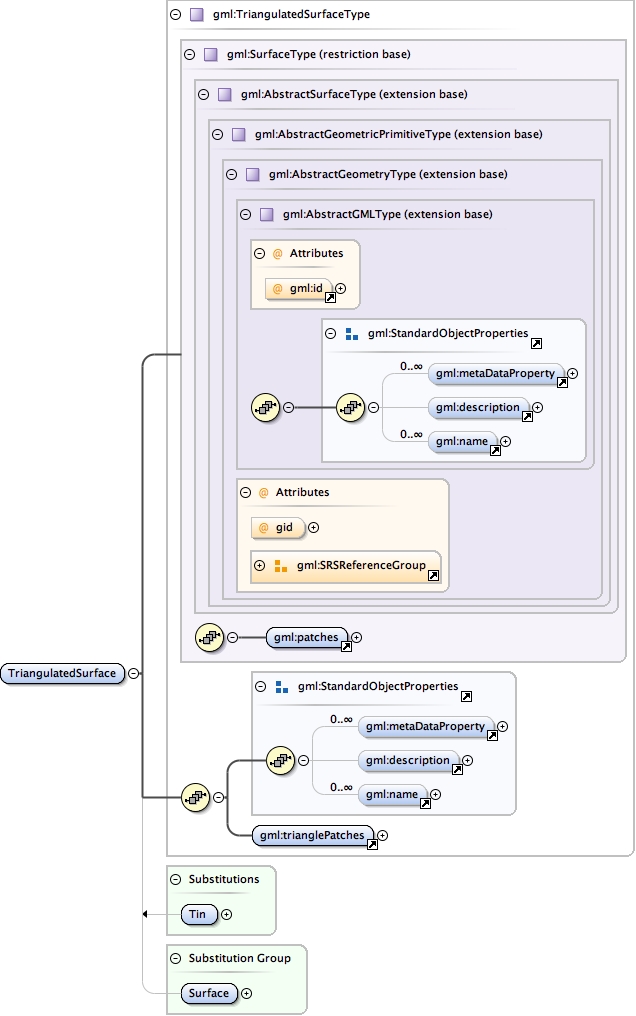 gml:TriangulatedSurfaceType
gml:SurfaceType (restriction base)
gml:AbstractSurfaceType (extension base)
gml:AbstractGeometricPrimitiveType (extension base)
gml:AbstractGeometryType (extension base)
gml:AbstractGMLType (extension base)
@ Attributes
@ gml:id
gml:StandardObjectProperties
0..∞
gml:metaDataProperty
gml:description
0..∞
gml:name
@ Attributes
@ gid
gml:SRSReferenceGroup
gml:patches
TriangulatedSurface
gml:StandardObjectProperties
0..∞
gml:metaDataProperty
gml:description
0..∞
gml:name
gml:trianglePatches
Substitutions
Tin
Substitution Group
Surface